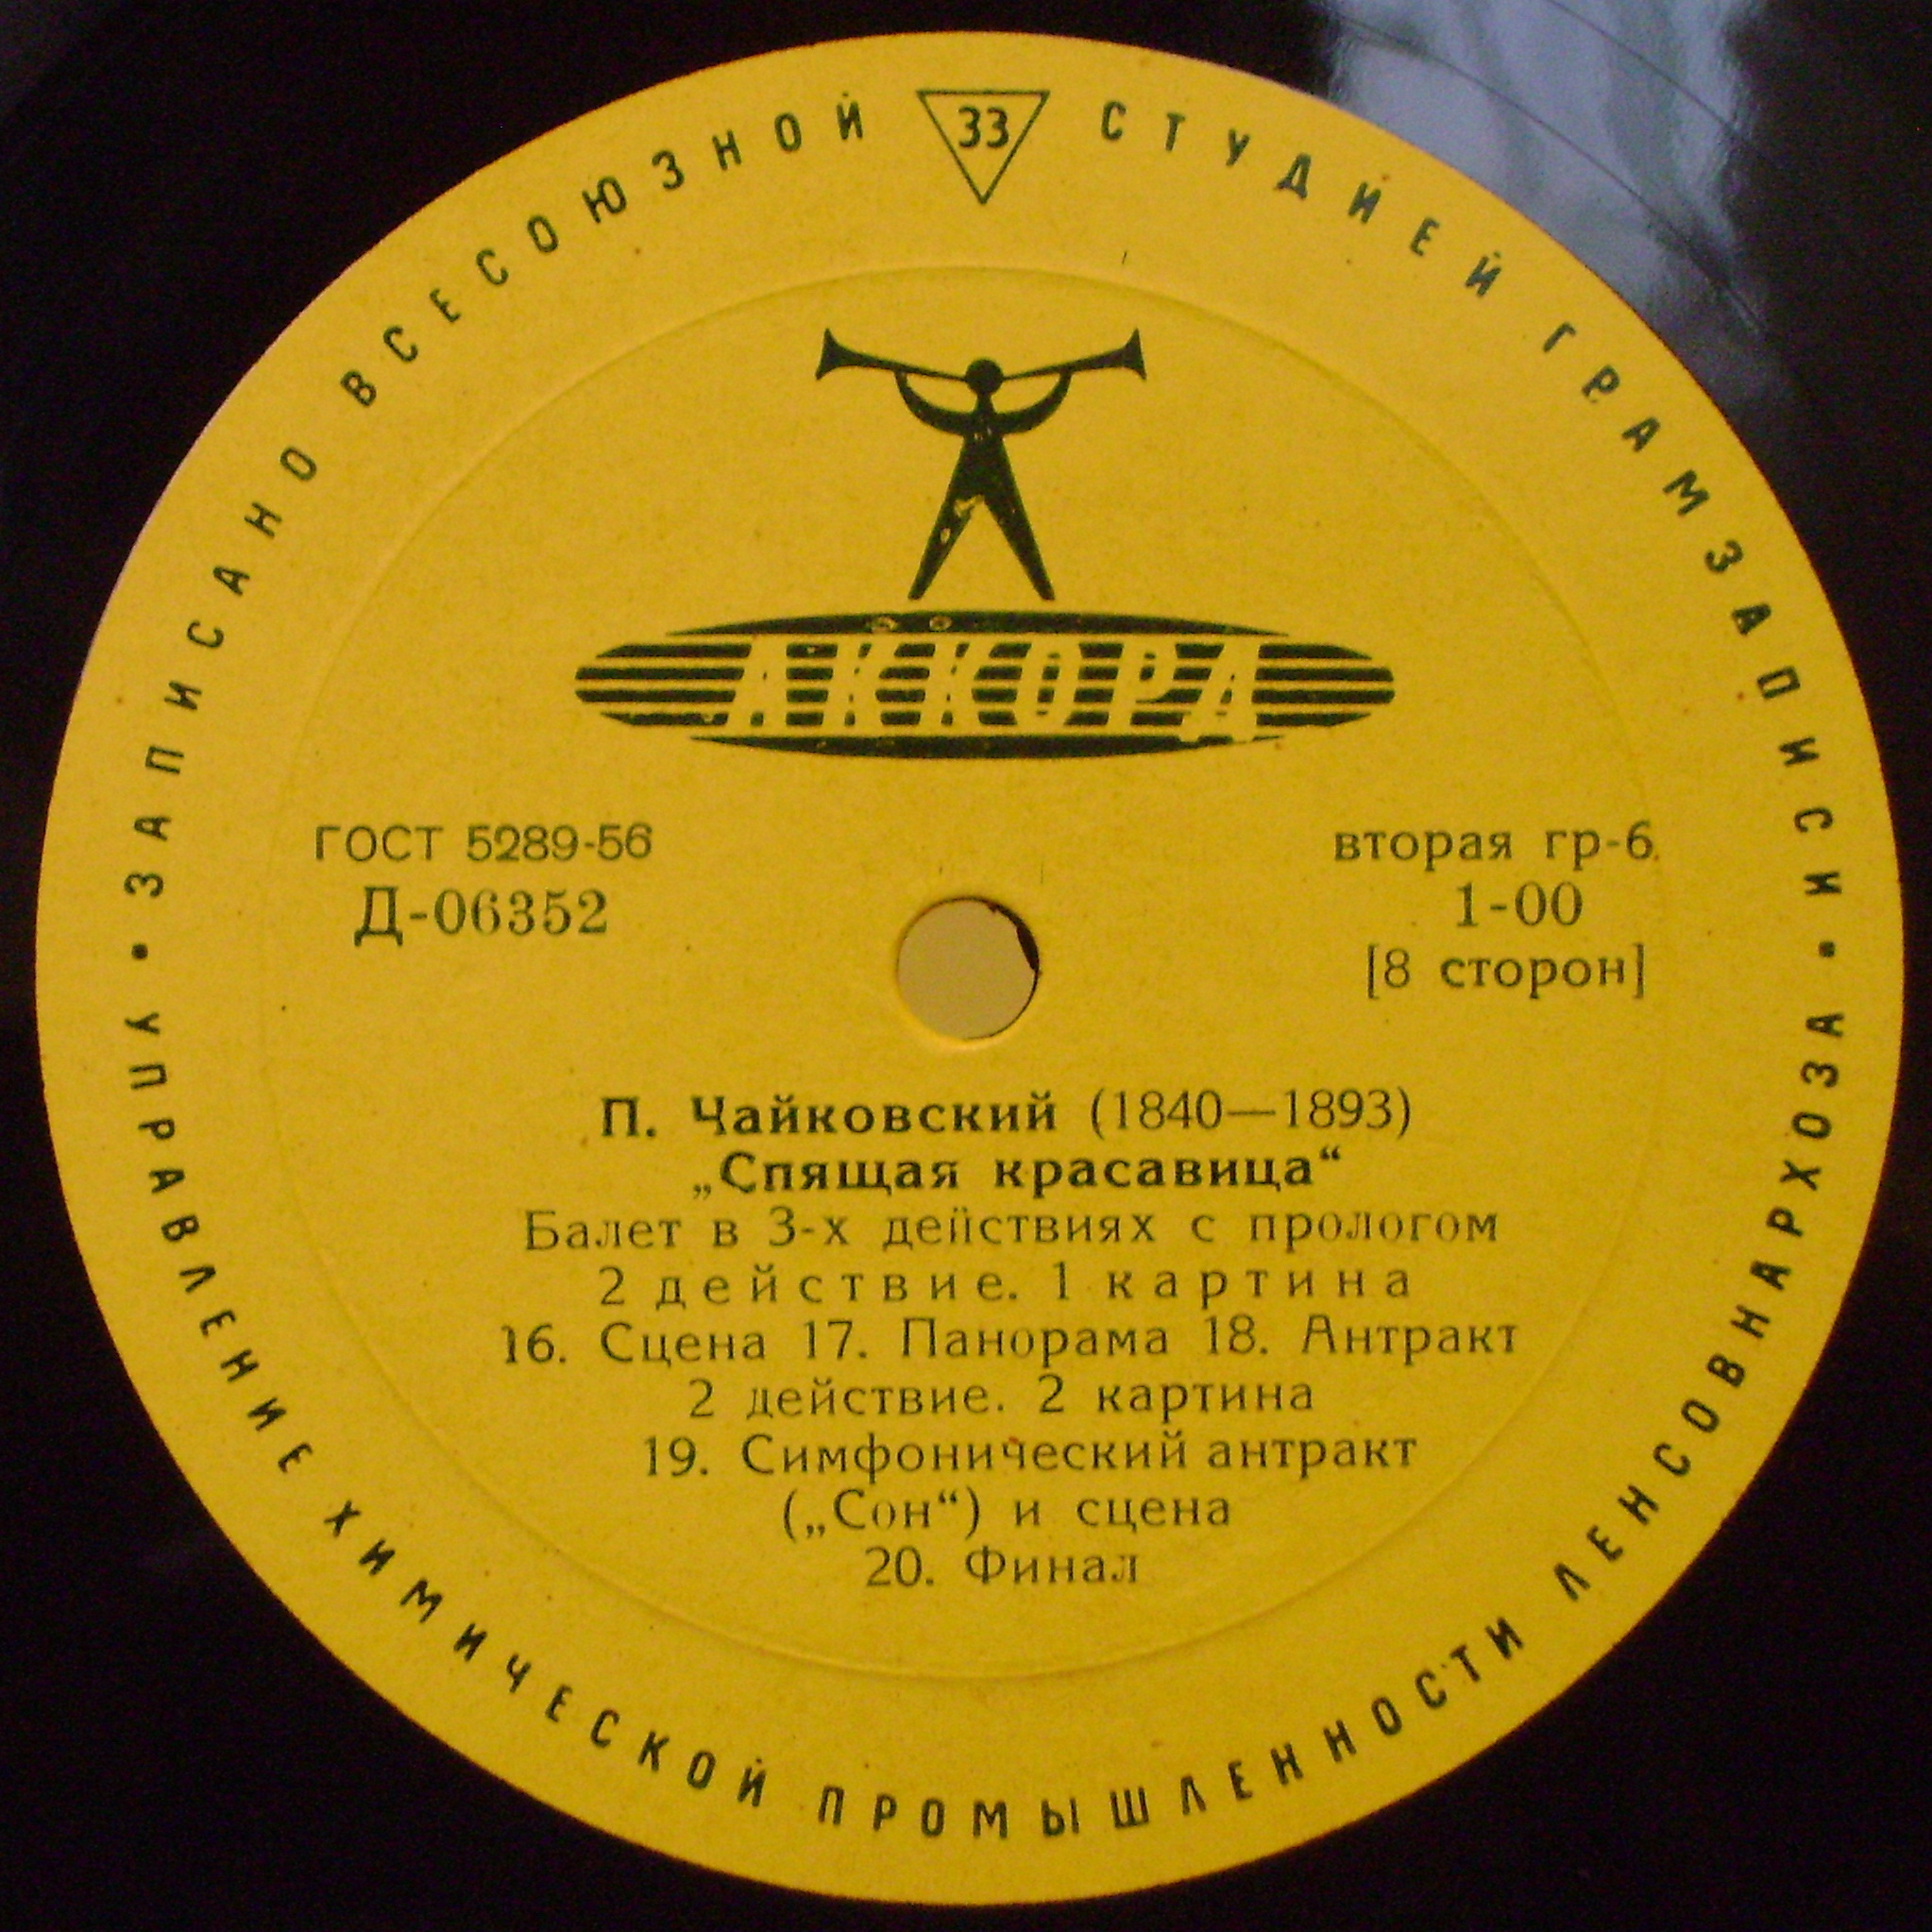 ЗАПИСАНО ВСЕСОЮЗНОЙ 33 СТУДИЕЙ ГРАМЗАПИСИ
АККОРД
ГОСТ 5289-56
Д-06352
вторая гр-6.
1-00
[8 сторон]
П. Чайковский (1840—1893)
„Спящая красавица“
Балет в 3-х действиях с прологом
2 действие. 1 картина
16. Сцена 17. Панорама 18. Антракт
2 действие. 2 картина
19. Симфонический антракт
(„Сон“) и сцена
20. Финал
• УПРАВЛЕНИЕ ХИМИЧЕСКОЙ ПРОМЫШЛЕННОСТИ ЛЕНСОВНАРХОЗА •